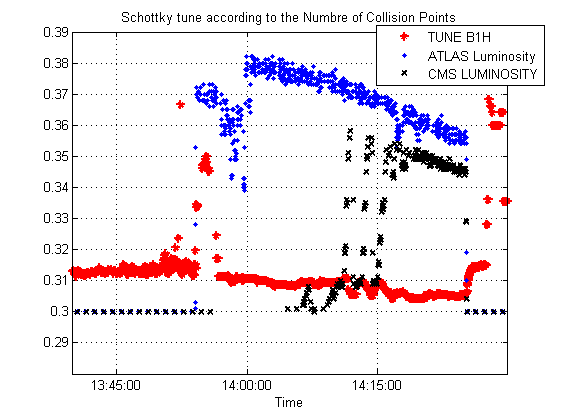 Schottky tune according to the Numbre of Collision Points
TUNE B1H
ATLAS Luminosity
CMS LUMINOSITY
0.39
0.38
0.37
0.36
0.35
0.34
0.33
0.32
0.31
0.3
0.29
13:45:00 14:00:00 14:15:00
Time